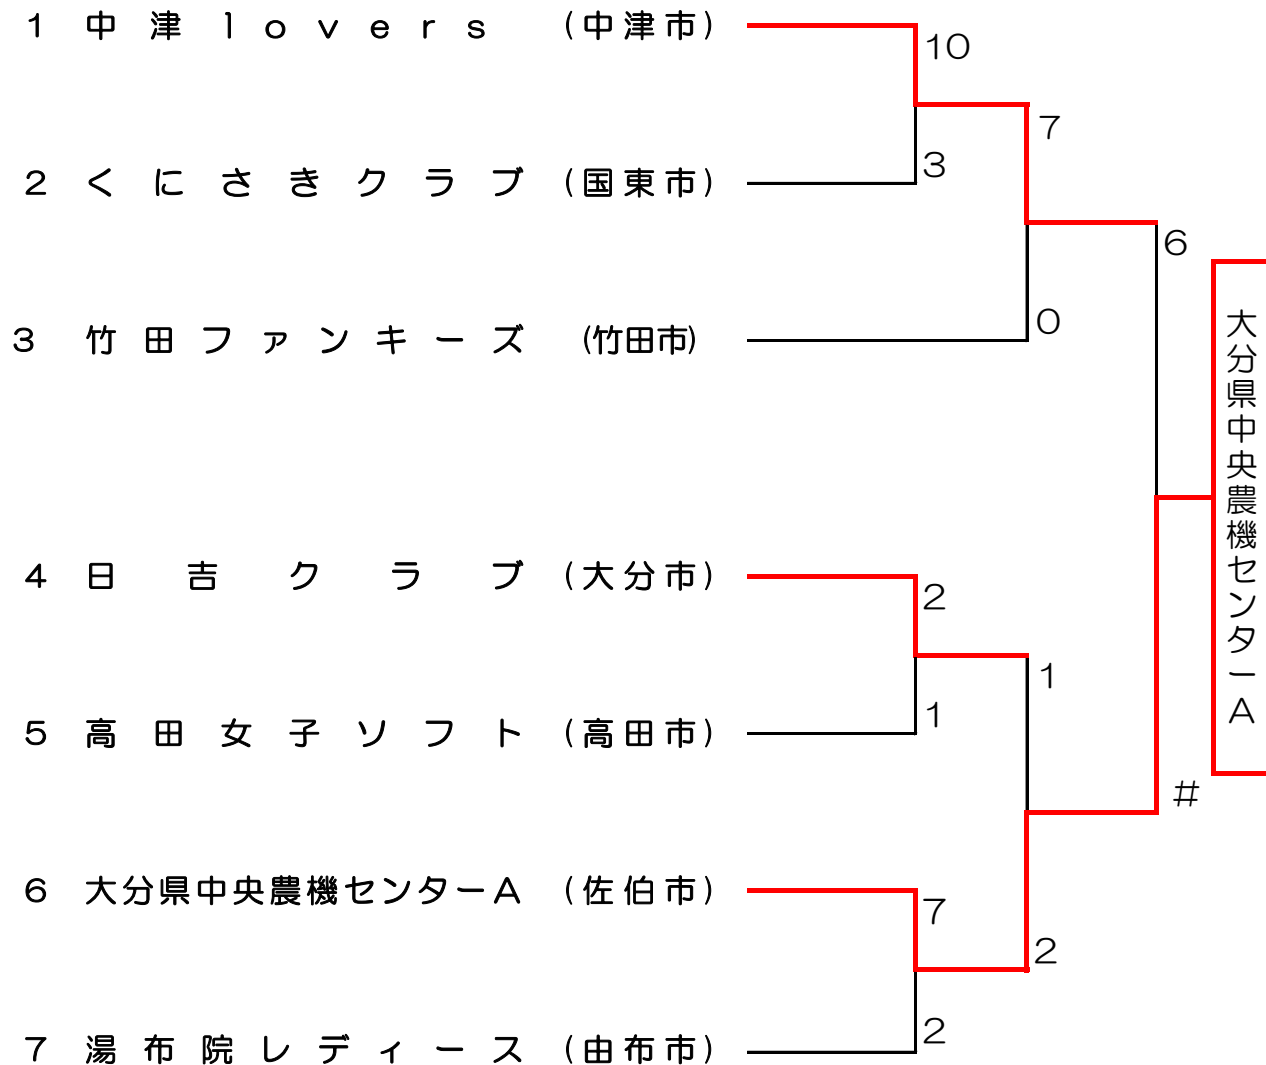 1 中津lovers (中津市)
10
7
2 くにさきクラブ (国東市)
3
6
3 竹田ファンキーズ (竹田市)
0
大分県中央農機センターA
4 日吉クラブ (大分市)
2
1
5 高田女子ソフト (高田市)
1
#
6 大分県中央農機センターA (佐伯市)
7
2
7 湯布院レディース (由布市)
2